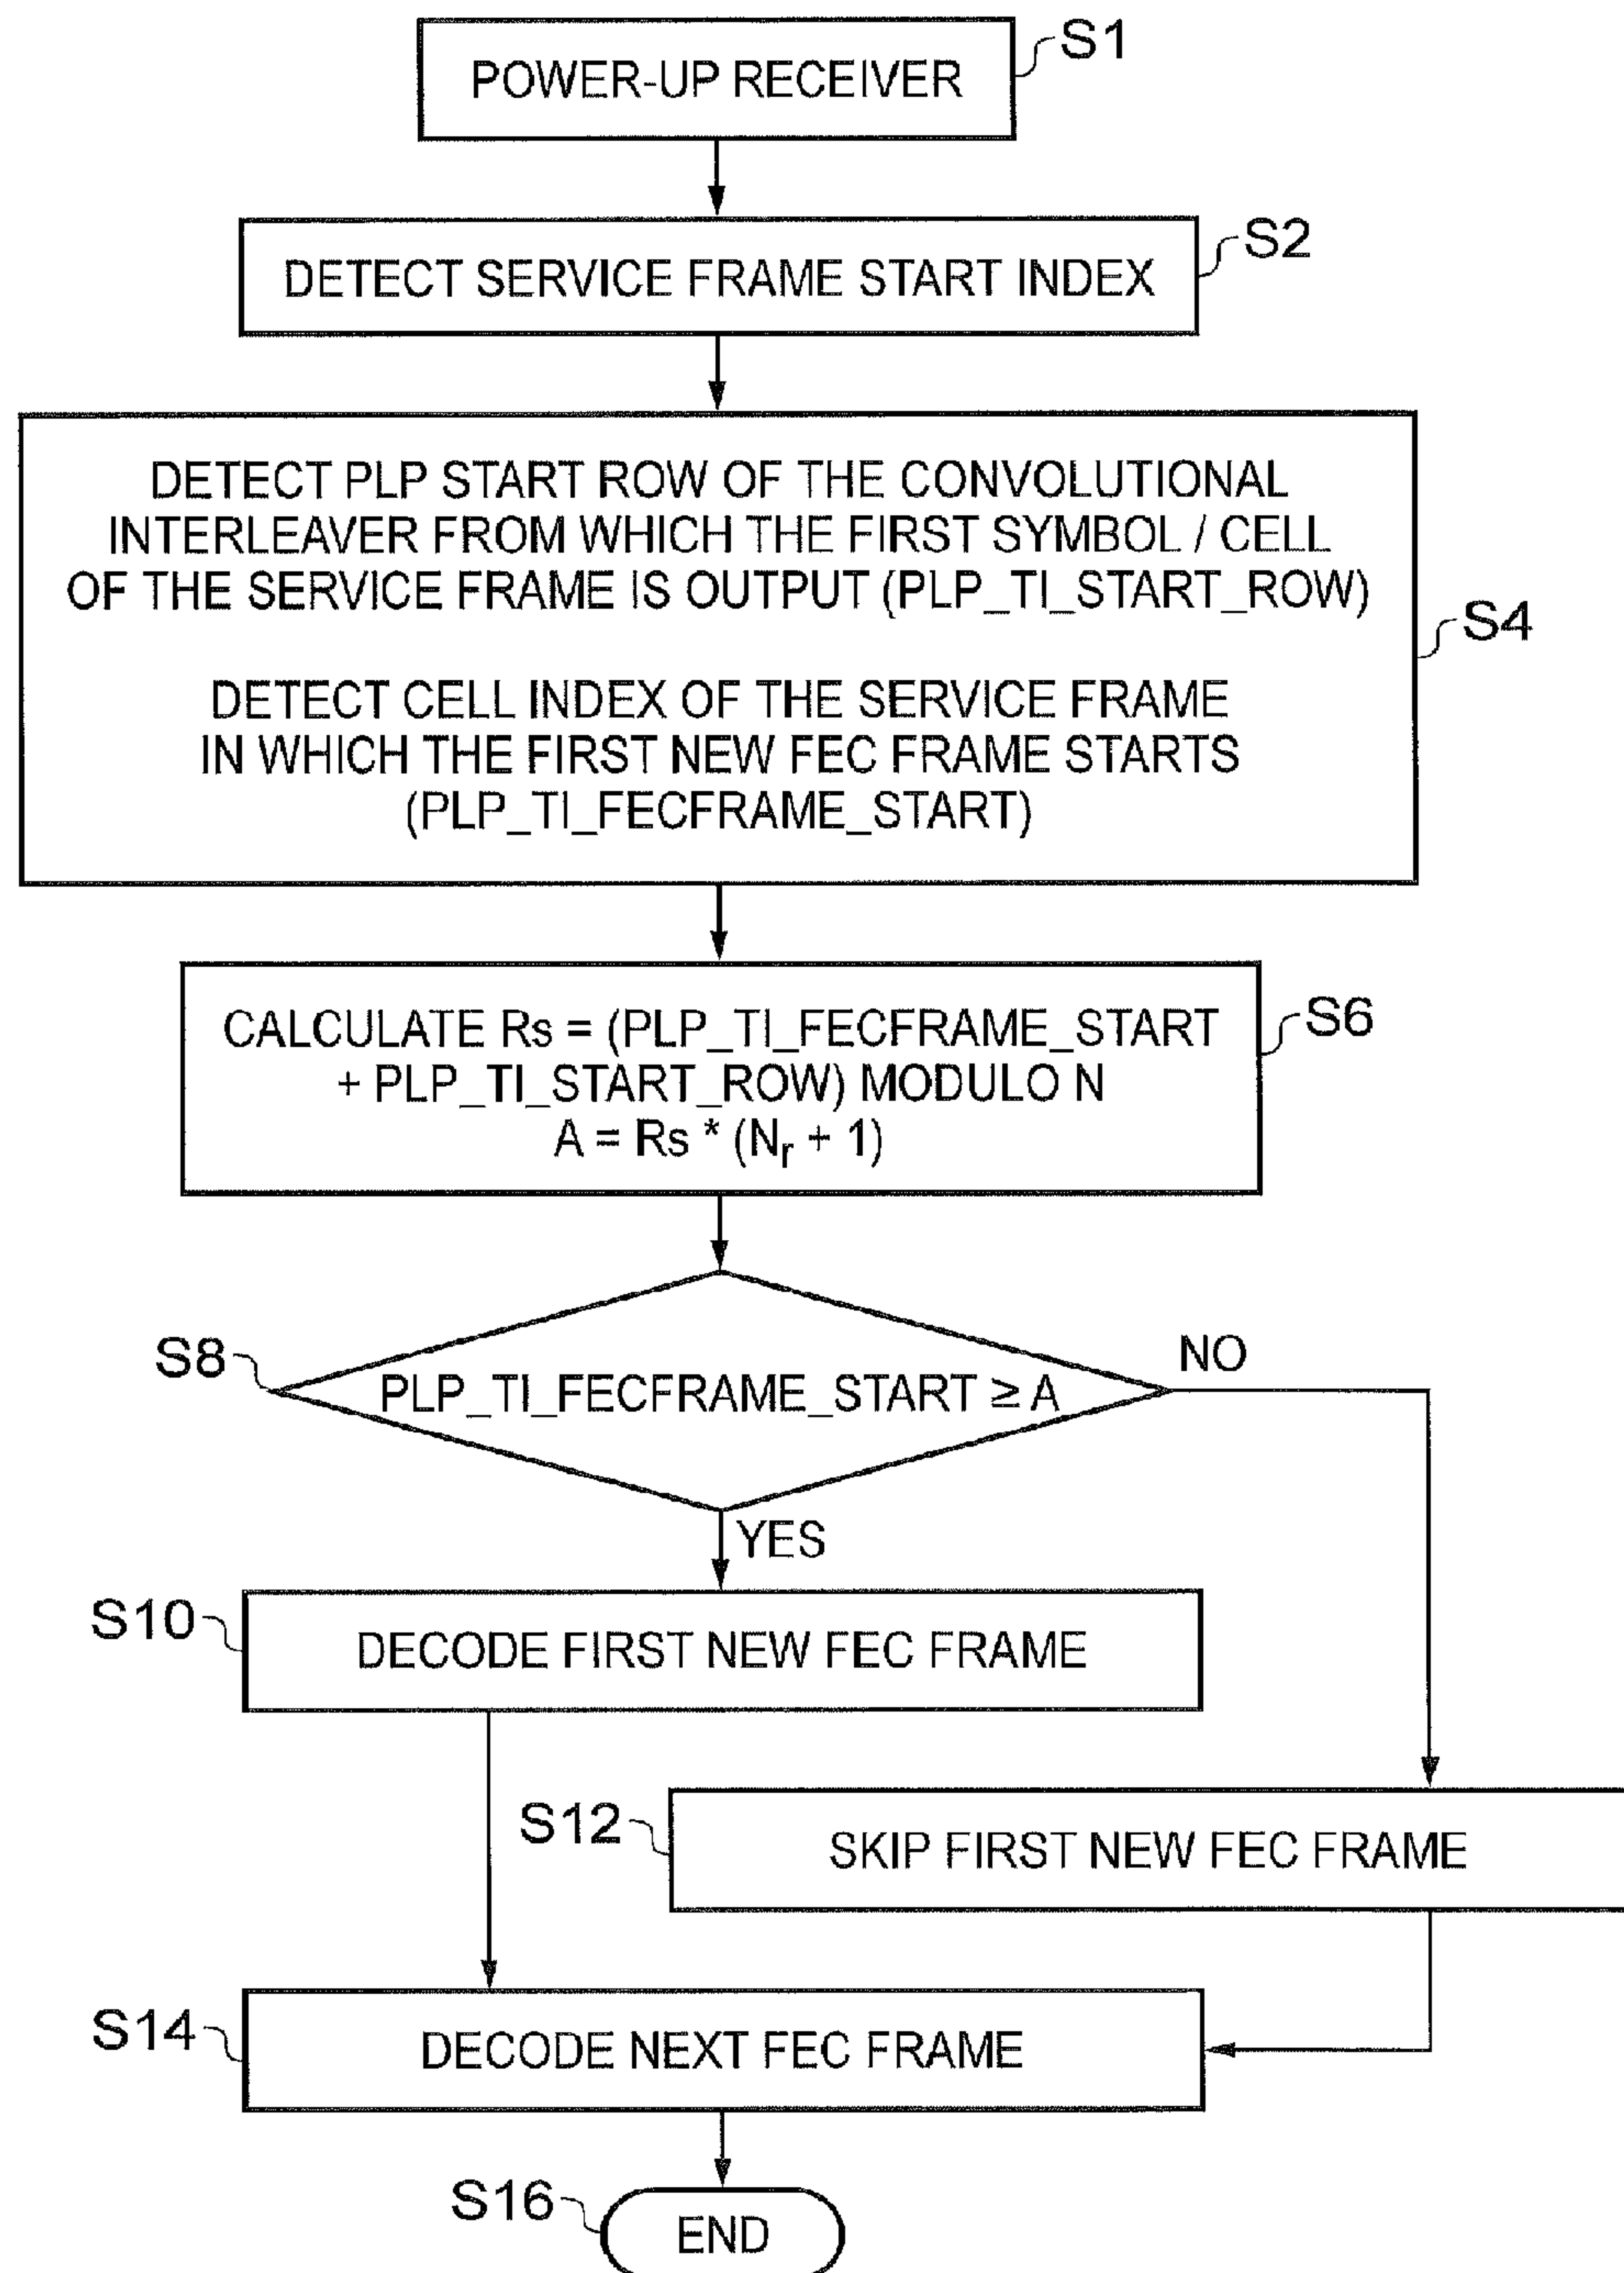 POWER-UP RECEIVER
S1
DETECT SERVICE FRAME START INDEX
S2
DETECT PLP START ROW OF THE CONVOLUTIONAL
INTERLEAVER FROM WHICH THE FIRST SYMBOL / CELL
OF THE SERVICE FRAME IS OUTPUT (PLP_TI_START_ROW)
DETECT CELL INDEX OF THE SERVICE FRAME
IN WHICH THE FIRST NEW FEC FRAME STARTS
(PLP_TI_FECFRAME_START)
S4
CALCULATE Rs = (PLP_TI_FECFRAME_START
+ PLP_TI_START_ROW) MODULO N
A = Rs * (Nr + 1)
S6
S8
PLP_TI_FECFRAME_START ≥ A
NO
YES
S10
DECODE FIRST NEW FEC FRAME
S12
SKIP FIRST NEW FEC FRAME
S14
DECODE NEXT FEC FRAME
S16
END